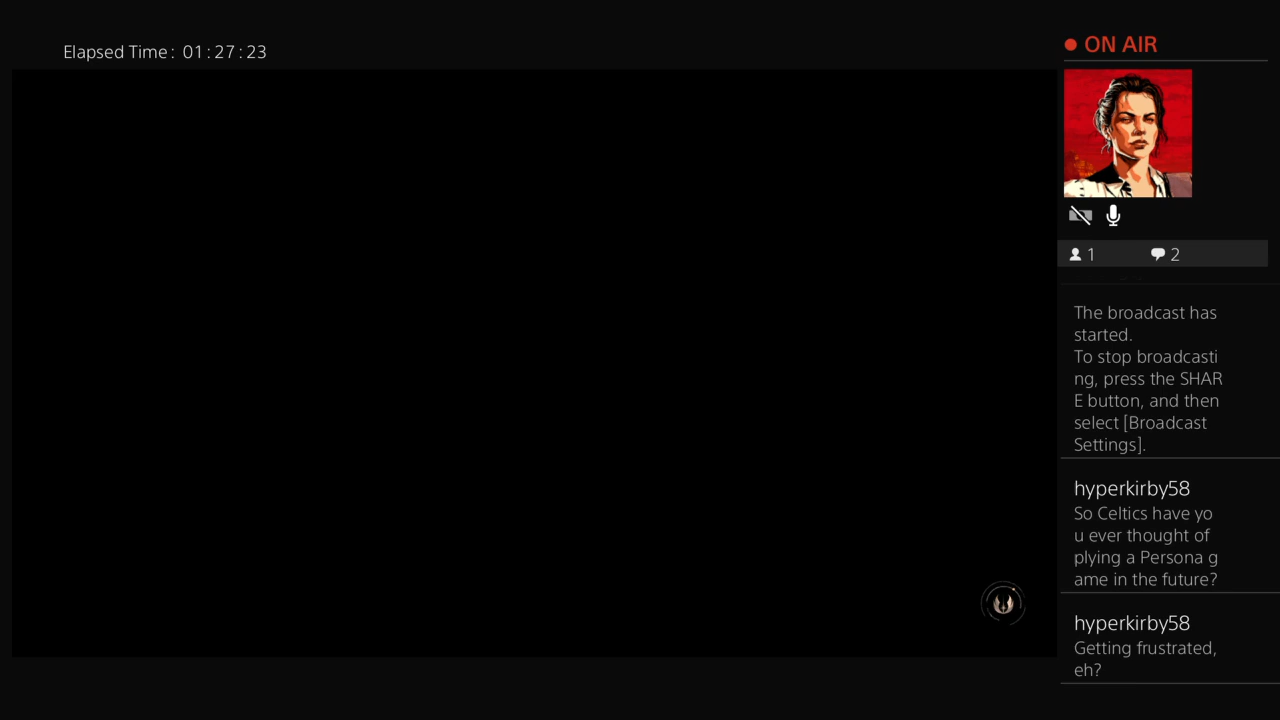 Elapsed Time: 01:27:23
ON AIR
1 2
The broadcast has
started.
To stop broadcasti
ng, press the SHAR
E button, and then
select [Broadcast
Settings].
hyperkirby58
So Celtics have yo
u ever thought of
plying a Persona g
ame in the future?
hyperkirby58
Getting frustrated,
eh?